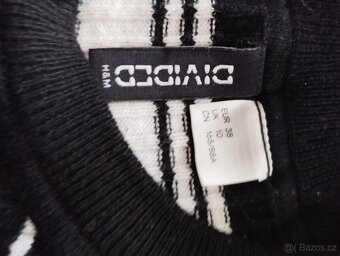 DIVIDED
H&M
EUR 38
UK 10
CN 165/88A
Bazos.cz